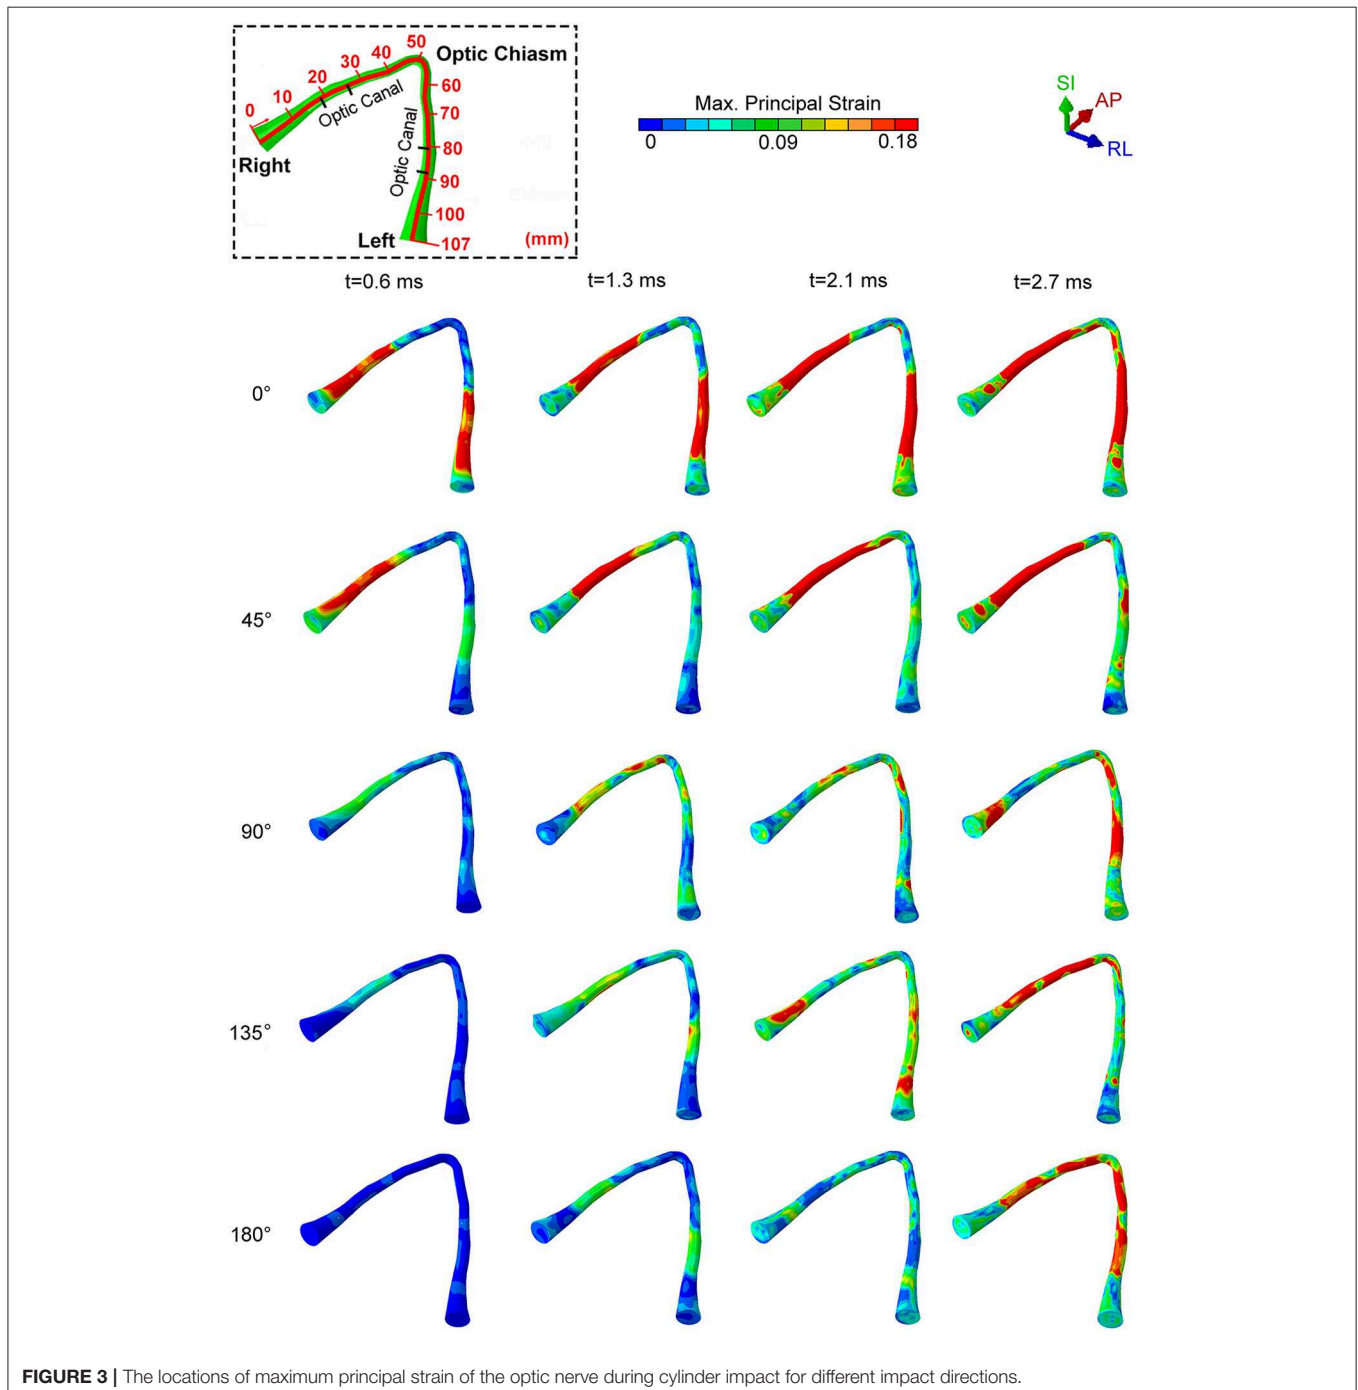 50
40
Optic Chiasm
30
20
60
10
Optic Canal
0
70
Optic Canal
80
Right
90
100
Left
107
(mm)
Max. Principal Strain
0
0.09
0.18
SI
AP
RL
t=0.6 ms
t=1.3 ms
t=2.1 ms
t=2.7 ms
0°
45°
90°
135°
180°
FIGURE 3 | The locations of maximum principal strain of the optic nerve during cylinder impact for different impact directions.